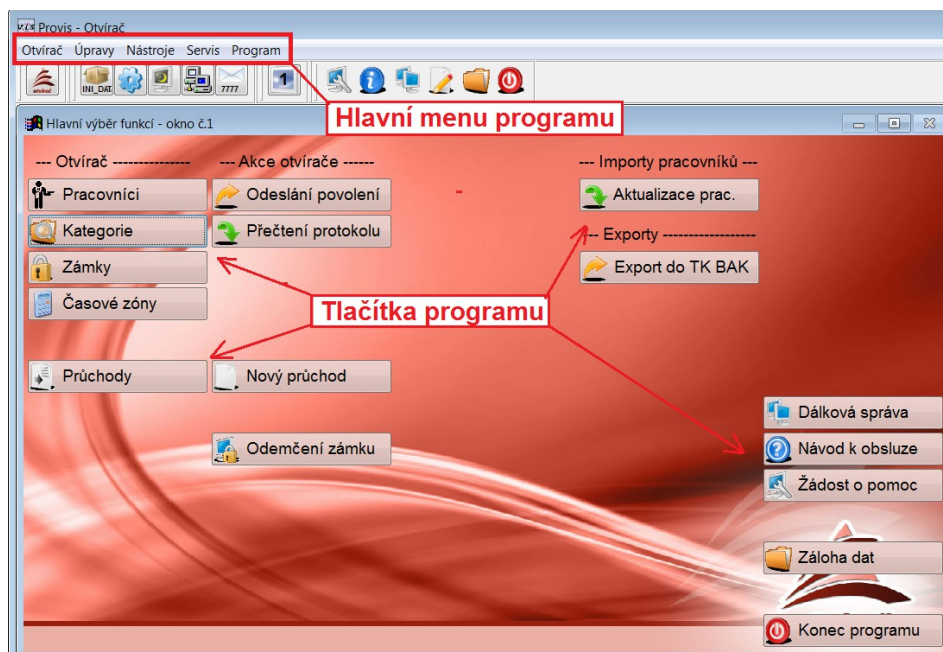 vis Provis - Otvírač
Otvírač Úpravy Nástroje Servis Program
otvírač INI_DAT. 7777 1
Hlavní menu programu
Hlavní výběr funkcí - okno č.1
--- Otvírač --------------- --- Akce otvírače ------ --- Importy pracovníků ---
Pracovníci Odeslání povolení Aktualizace prac.
Kategorie Přečtení protokolu --- Exporty ------------------
Zámky Export do TK BAK
Časové zóny
Tlačítka programu
Průchody Nový průchod
Dálková správa
Odemčení zámku Návod k obsluze
Žádost o pomoc
Záloha dat
Konec programu